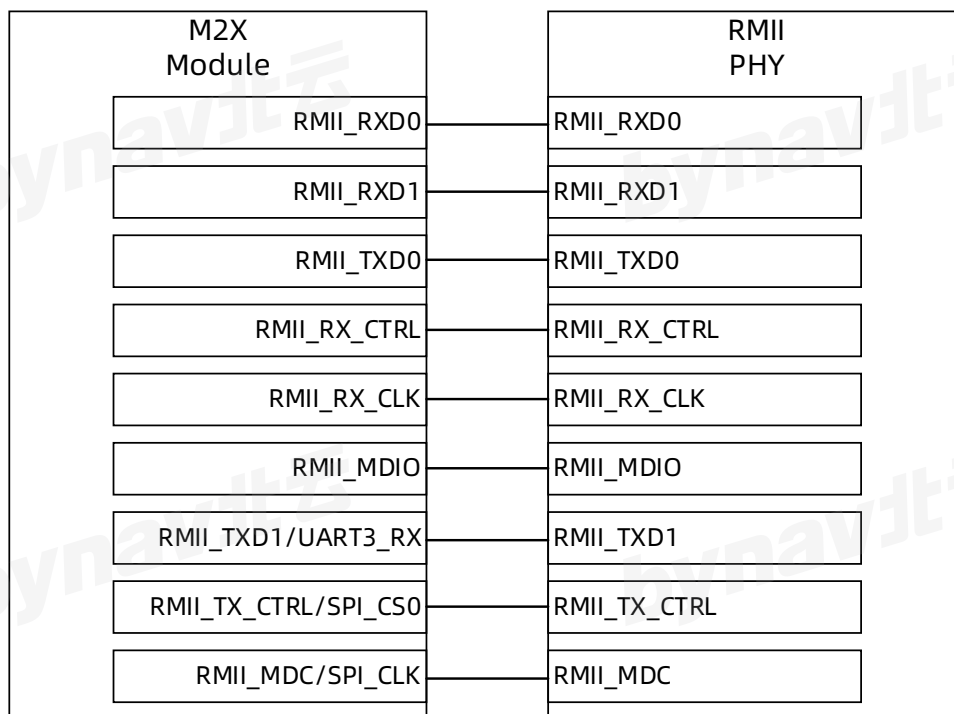 M2X
Module
RMII
PHY
RMII_RXD0
RMII_RXD0
RMII_RXD1
RMII_RXD1
RMII_TXD0
RMII_TXD0
RMII_RX_CTRL
RMII_RX_CTRL
RMII_RX_CLK
RMII_RX_CLK
RMII_MDIO
RMII_MDIO
RMII_TXD1/UART3_RX
RMII_TXD1
RMII_TX_CTRL/SPI_CS0
RMII_TX_CTRL
RMII_MDC/SPI_CLK
RMII_MDC
bynav北云
bynav北云
bynav北云
bynav北云